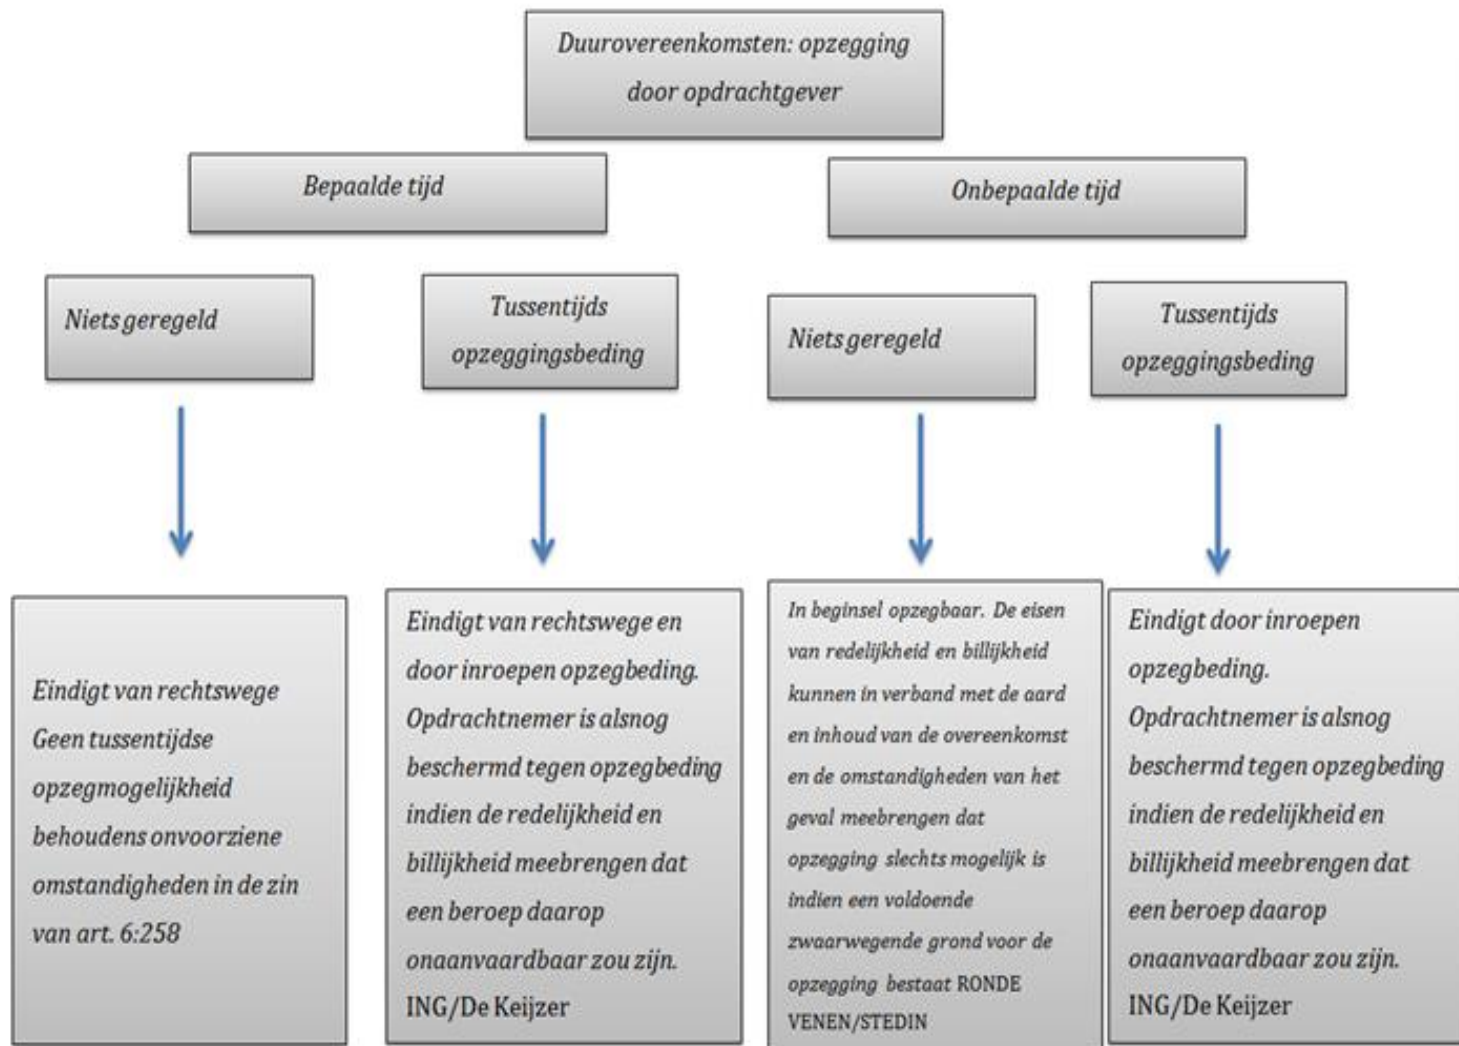 Duurovereenkomsten: opzegging
door opdrachtgever
Bepaalde tijd
Onbepaalde tijd
Niets geregeld
Tussentijds
opzeggingsbeding
Niets geregeld
Tussentijds
opzeggingsbeding
Eindigt van rechtswege
Geen tussentijdse
opzegmogelijkheid
behoudens onvoorziene
omstandigheden in de zin
van art. 6:258
Eindigt van rechtswege en
door inroepen opzegbeding.
Opdrachtnemer is alsnog
beschermd tegen opzegbeding
indien de redelijkheid en
billijkheid meebrengen dat
een beroep daarop
onaanvaardbaar zou zijn.
ING/De Keijzer
In beginsel opzegbaar. De eisen
van redelijkheid en billijkheid
kunnen in verband met de aard
en inhoud van de overeenkomst
en de omstandigheden van het
geval meebrengen dat
opzegging slechts mogelijk is
indien een voldoende
zwaarwegende grond voor de
opzegging bestaat RONDE
VENEN/STEDIN
Eindigt door inroepen
opzegbeding.
Opdrachtnemer is alsnog
beschermd tegen opzegbeding
indien de redelijkheid en
billijkheid meebrengen dat
een beroep daarop
onaanvaardbaar zou zijn.
ING/De Keijzer